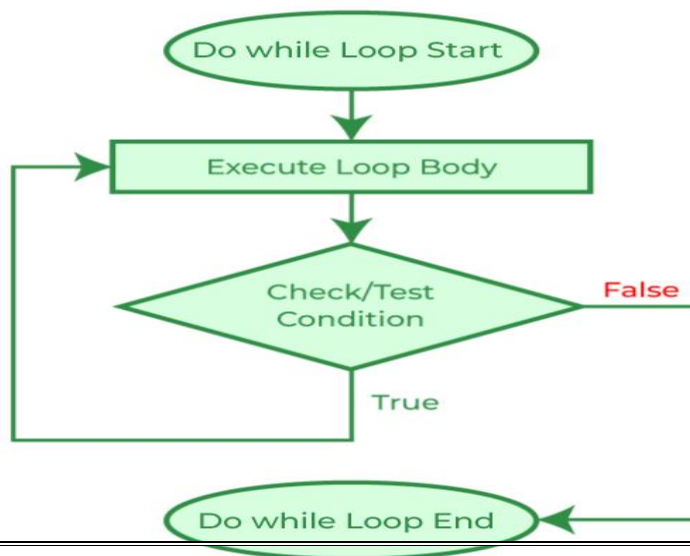 Do while Loop Start
Execute Loop Body
Check/Test
Condition
False
True
Do while Loop End